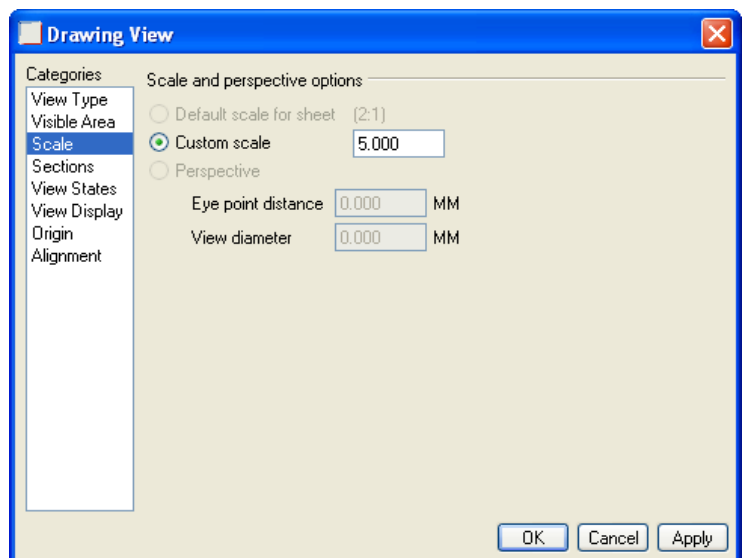 Drawing View
Categories
View Type
Visible Area
Scale
Sections
View States
View Display
Origin
Alignment
Scale and perspective options
Default scale for sheet (2:1)
Custom scale 5.000
Perspective
Eye point distance 0.000 MM
View diameter 0.000 MM
OK Cancel Apply